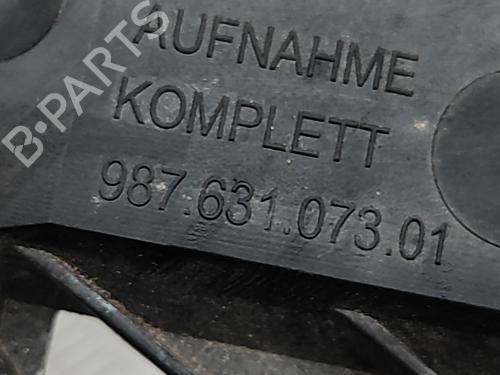 AUFNAHME
KOMPLETT
987.631.073.01
B-PARTS